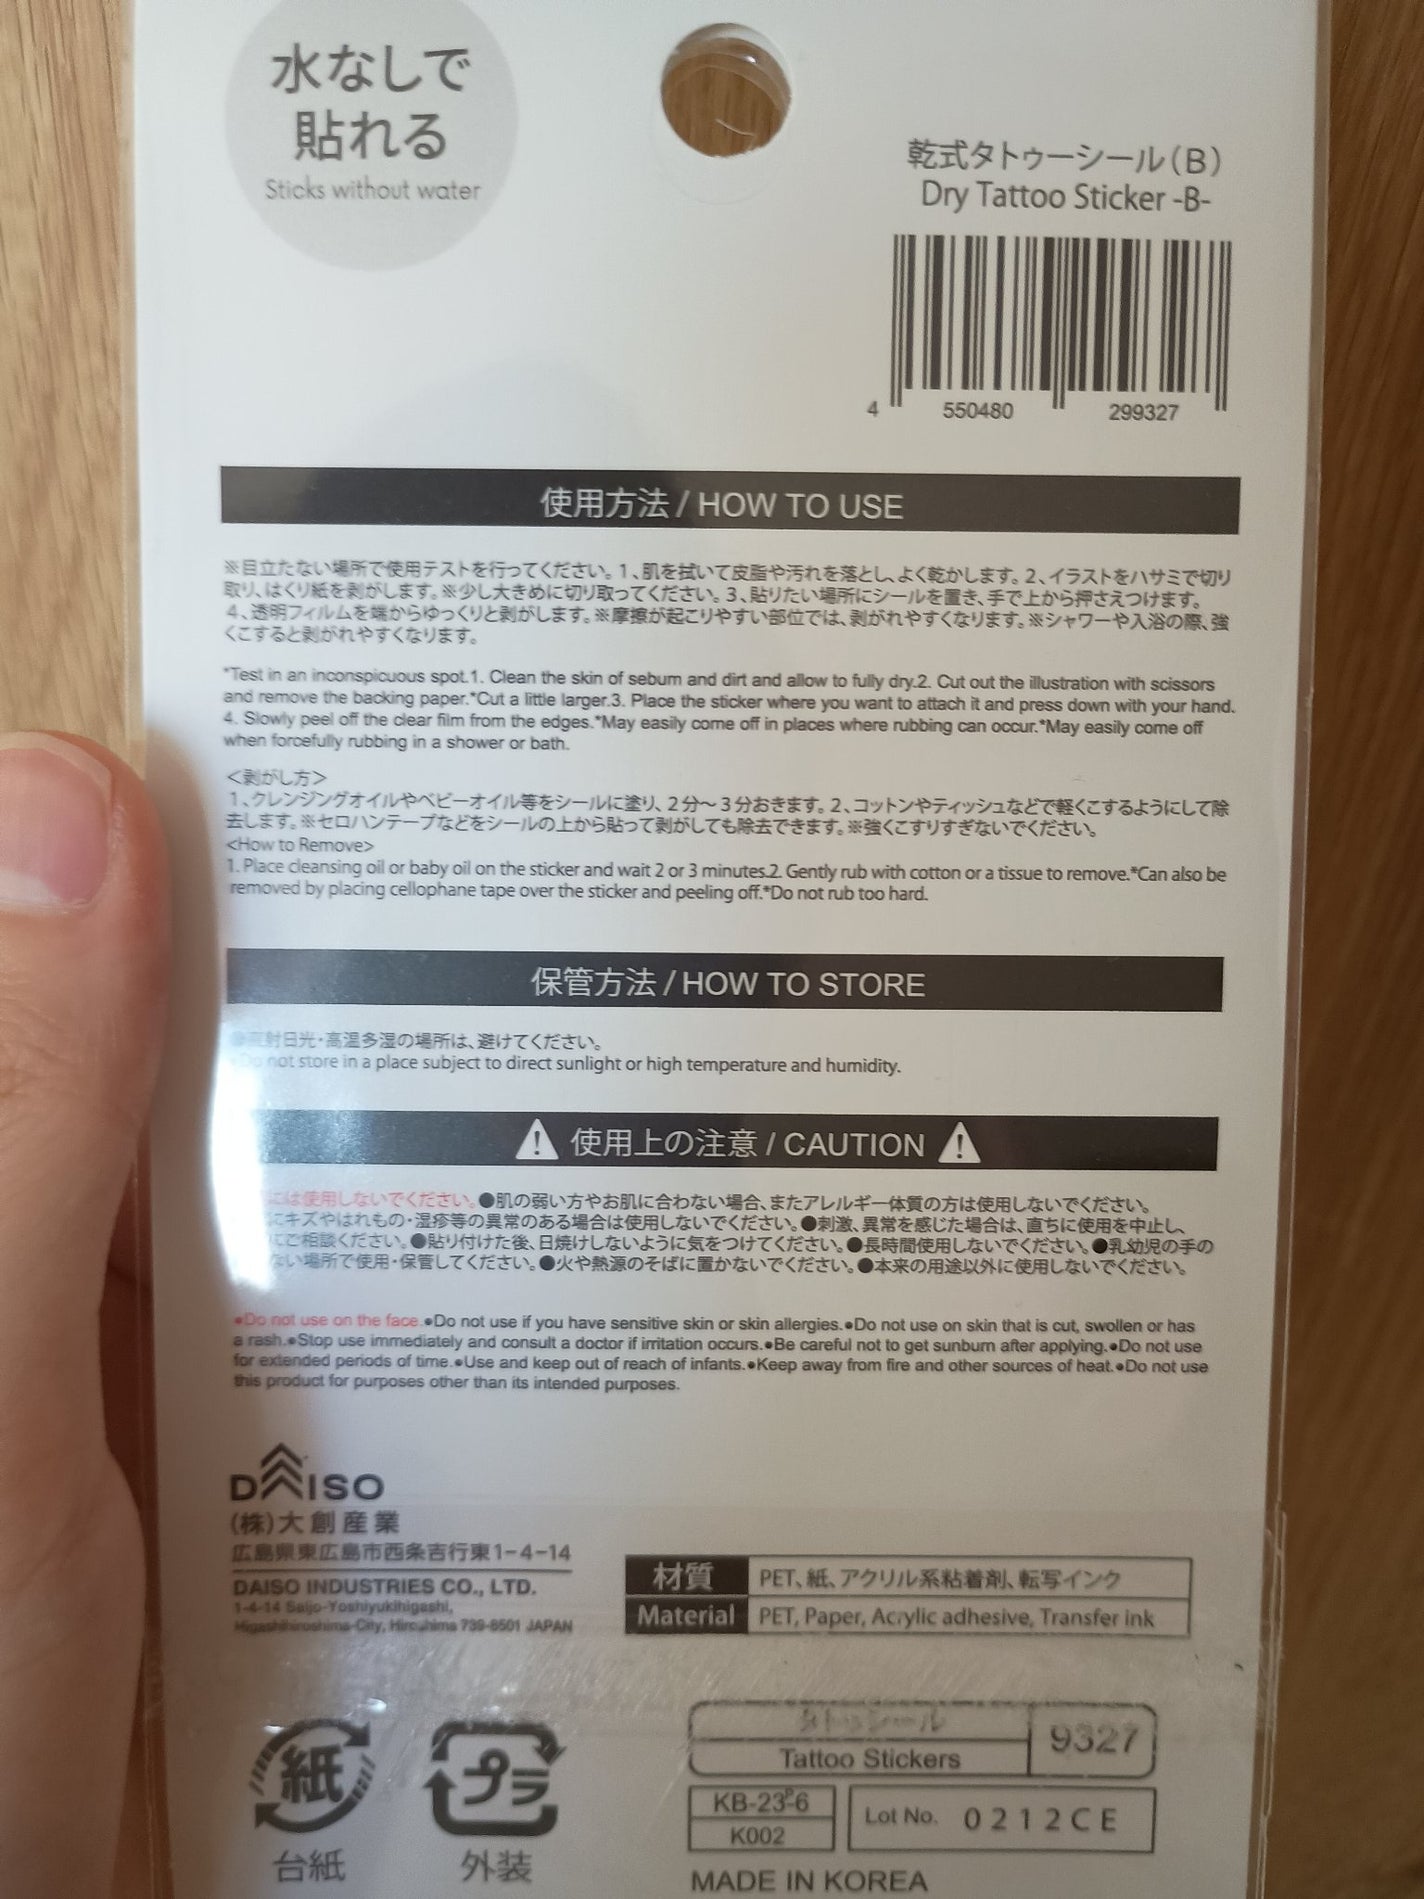 水なしで
貼れる
Sticks without water
乾式タトゥーシール(B)
Dry Tattoo Sticker -B-
4 550480 299327
使用方法 / HOW TO USE
※目立たない場所で使用テストを行ってください。1、肌を拭いて皮脂や汚れを落とし、よく乾かします。2、イラストをハサミで切り
取り、はくり紙を剥がします。※少し大きめに切り取ってください。3、貼りたい場所にシールを置き、手で上から押さえつけます。
4、透明フィルムを端からゆっくりと剥がします。※摩擦が起こりやすい部位では、剥がれやすくなります。※シャワーや入浴の際、強
くこすると剥がれやすくなります。
*Test in an inconspicuous spot.1. Clean the skin of sebum and dirt and allow to fully dry.2. Cut out the illustration with scissors
and remove the backing paper.*Cut a little larger.3. Place the sticker where you want to attach it and press down with your hand.
4. Slowly peel off the clear film from the edges.*May easily come off in places where rubbing can occur.*May easily come off
when forcefully rubbing in a shower or bath.
<剥がし方>
1、クレンジングオイルやベビーオイル等をシールに塗り、2分〜3分おきます。2、コットンやティッシュなどで軽くこするようにして除
去します。※セロハンテープなどをシールの上から貼って剥がしても除去できます。※強くこすりすぎないでください。
<How to Remove>
1. Place cleansing oil or baby oil on the sticker and wait 2 or 3 minutes.2. Gently rub with cotton or a tissue to remove.*Can also be
removed by placing cellophane tape over the sticker and peeling off.*Do not rub too hard.
保管方法 / HOW TO STORE
●直射日光・高温多湿の場所は、避けてください。
●Do not store in a place subject to direct sunlight or high temperature and humidity.
使用上の注意 / CAUTION
には使用しないでください。●肌の弱い方やお肌に合わない場合、またアレルギー体質の方は使用しないでください。
にキズやはれもの・湿疹等の異常のある場合は使用しないでください。●刺激、異常を感じた場合は、直ちに使用を中止し、
にご相談ください。●貼り付けた後、日焼けしないように気をつけてください。●長時間使用しないでください。●乳幼児の手の
ない場所で使用・保管してください。●火や熱源のそばに置かないでください。●本来の用途以外に使用しないでください。
●Do not use on the face.●Do not use if you have sensitive skin or skin allergies.●Do not use on skin that is cut, swollen or has
a rash.●Stop use immediately and consult a doctor if irritation occurs.●Be careful not to get sunburn after applying.●Do not use
for extended periods of time.●Use and keep out of reach of infants.●Keep away from fire and other sources of heat.●Do not use
this product for purposes other than its intended purposes.
DAISO
(株)大創産業
広島県東広島市西条吉行東1-4-14
DAISO INDUSTRIES CO., LTD.
1-4-14 Saijo-Yoshiyukihigashi,
Higashihiroshima-City, Hiroshima 739-8501 JAPAN
材質 PET、紙、アクリル系粘着剤、転写インク
Material PET, Paper, Acrylic adhesive, Transfer ink
紙
台紙
プラ
外装
タトゥシール
Tattoo Stickers
9327
KB-23-P-6
K002
Lot No. 0212CE
MADE IN KOREA